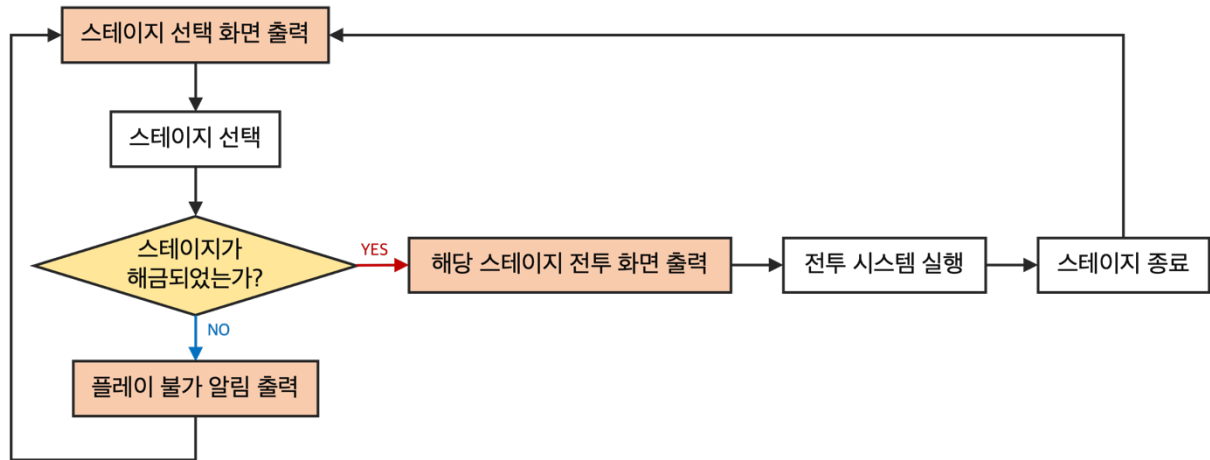 스테이지 선택 화면 출력
스테이지 선택
스테이지가
해금되었는가?
YES
해당 스테이지 전투 화면 출력
전투 시스템 실행
스테이지 종료
NO
플레이 불가 알림 출력